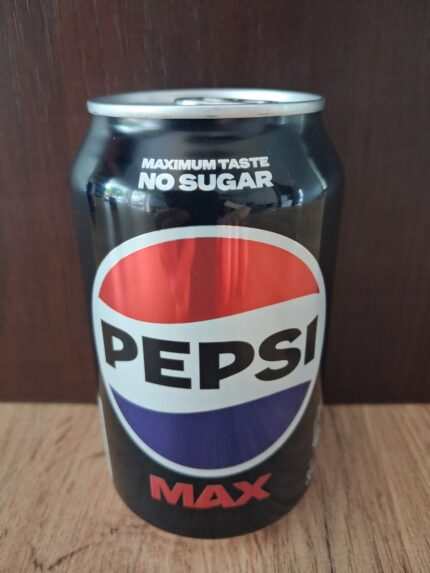 MAXIMUM TASTE
NO SUGAR
PEPSI
MAX